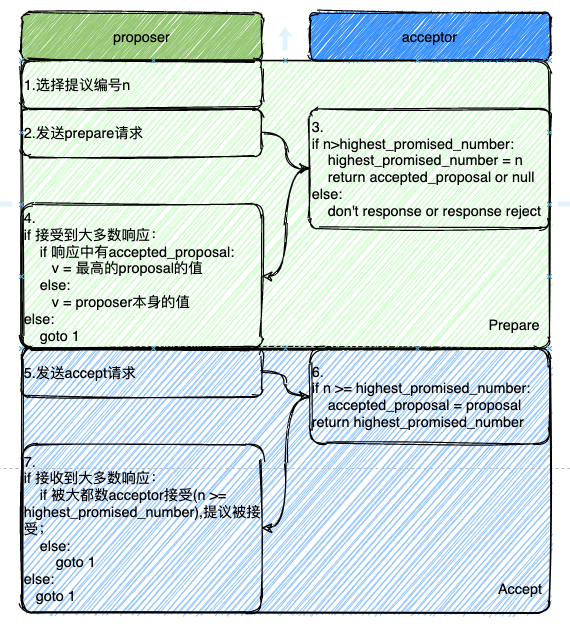 proposer
acceptor
1.选择提议编号n
2.发送prepare请求
3.
if n>highest_promised_number:
highest_promised_number = n
return accepted_proposal or null
else:
don't response or response reject
4.
if 接受到大多数响应：
if 响应中有accepted_proposal:
v = 最高的proposal的值
else:
v = proposer本身的值
else:
goto 1
Prepare
5.发送accept请求
6.
if n >= highest_promised_number:
accepted_proposal = proposal
return highest_promised_number
7.
if 接收到大多数响应：
if 被大都数acceptor接受(n >=
highest_promised_number),提议被接
受；
else:
goto 1
else:
goto 1
Accept